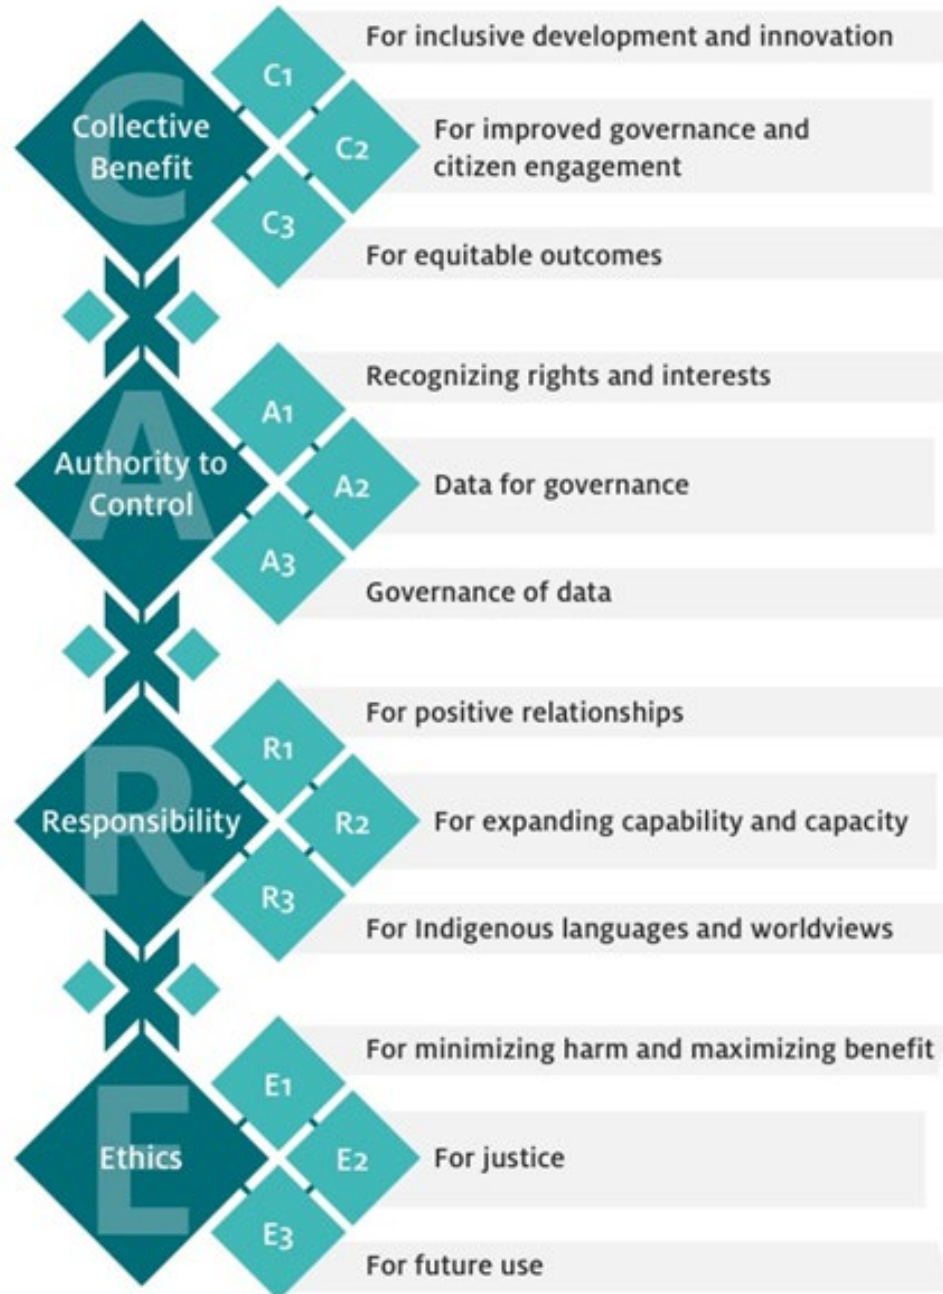 C
Collective
Benefit
C1
For inclusive development and innovation
C2
For improved governance and
citizen engagement
C3
For equitable outcomes
A
Authority to
Control
A1
Recognizing rights and interests
A2
Data for governance
A3
Governance of data
R
Responsibility
R1
For positive relationships
R2
For expanding capability and capacity
R3
For Indigenous languages and worldviews
E
Ethics
E1
For minimizing harm and maximizing benefit
E2
For justice
E3
For future use